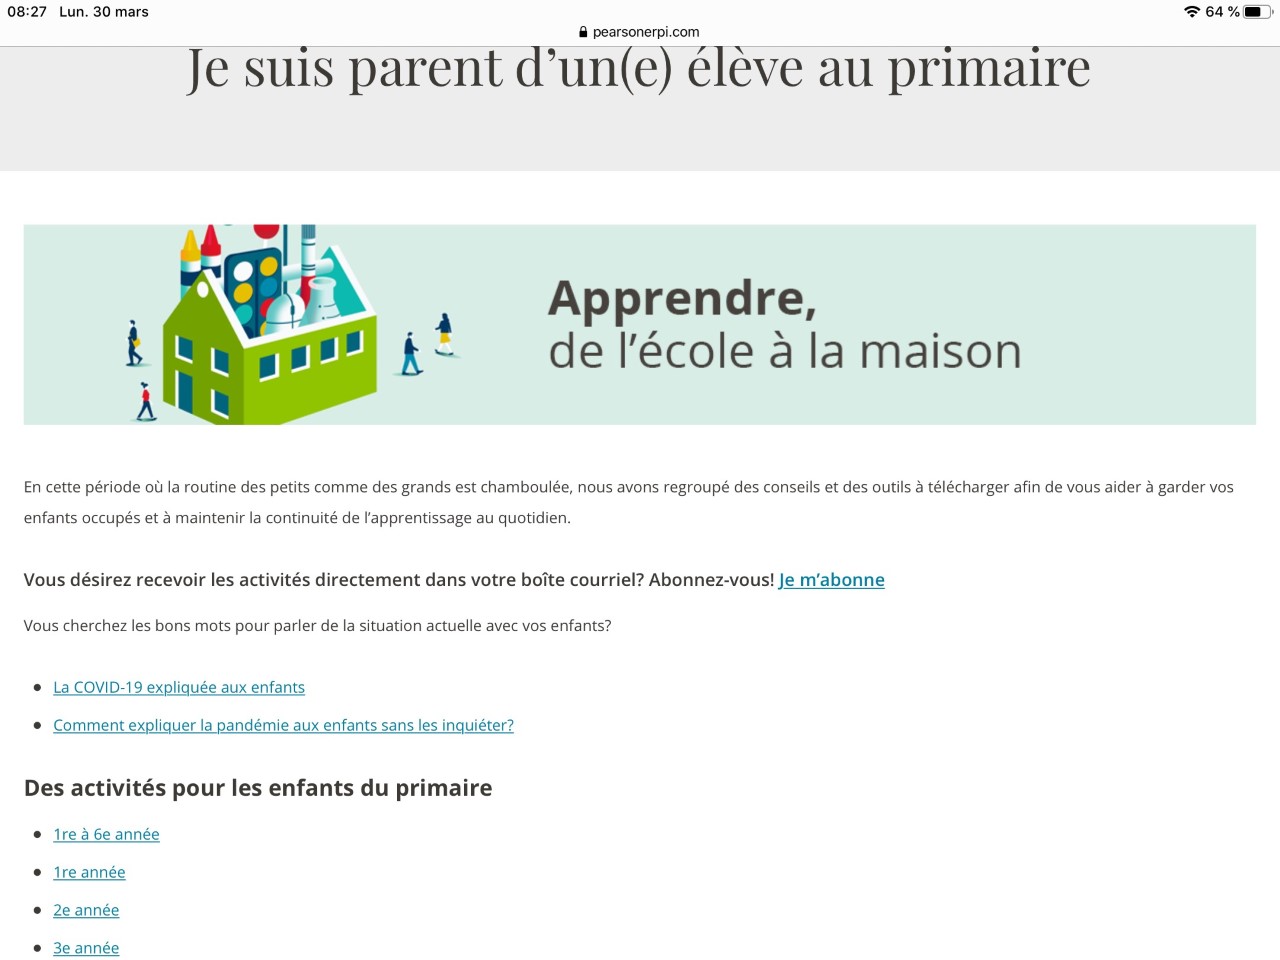 08:27 Lun. 30 mars
64 %
pearsonerpi.com
Je suis parent d’un(e) élève au primaire
Apprendre,
de l’école à la maison
En cette période où la routine des petits comme des grands est chamboulée, nous avons regroupé des conseils et des outils à télécharger afin de vous aider à garder vos
enfants occupés et à maintenir la continuité de l’apprentissage au quotidien.
Vous désirez recevoir les activités directement dans votre boîte courriel? Abonnez-vous! Je m’abonne
Vous cherchez les bons mots pour parler de la situation actuelle avec vos enfants?
• La COVID-19 expliquée aux enfants
• Comment expliquer la pandémie aux enfants sans les inquiéter?
Des activités pour les enfants du primaire
• 1re à 6e année
• 1re année
• 2e année
• 3e année